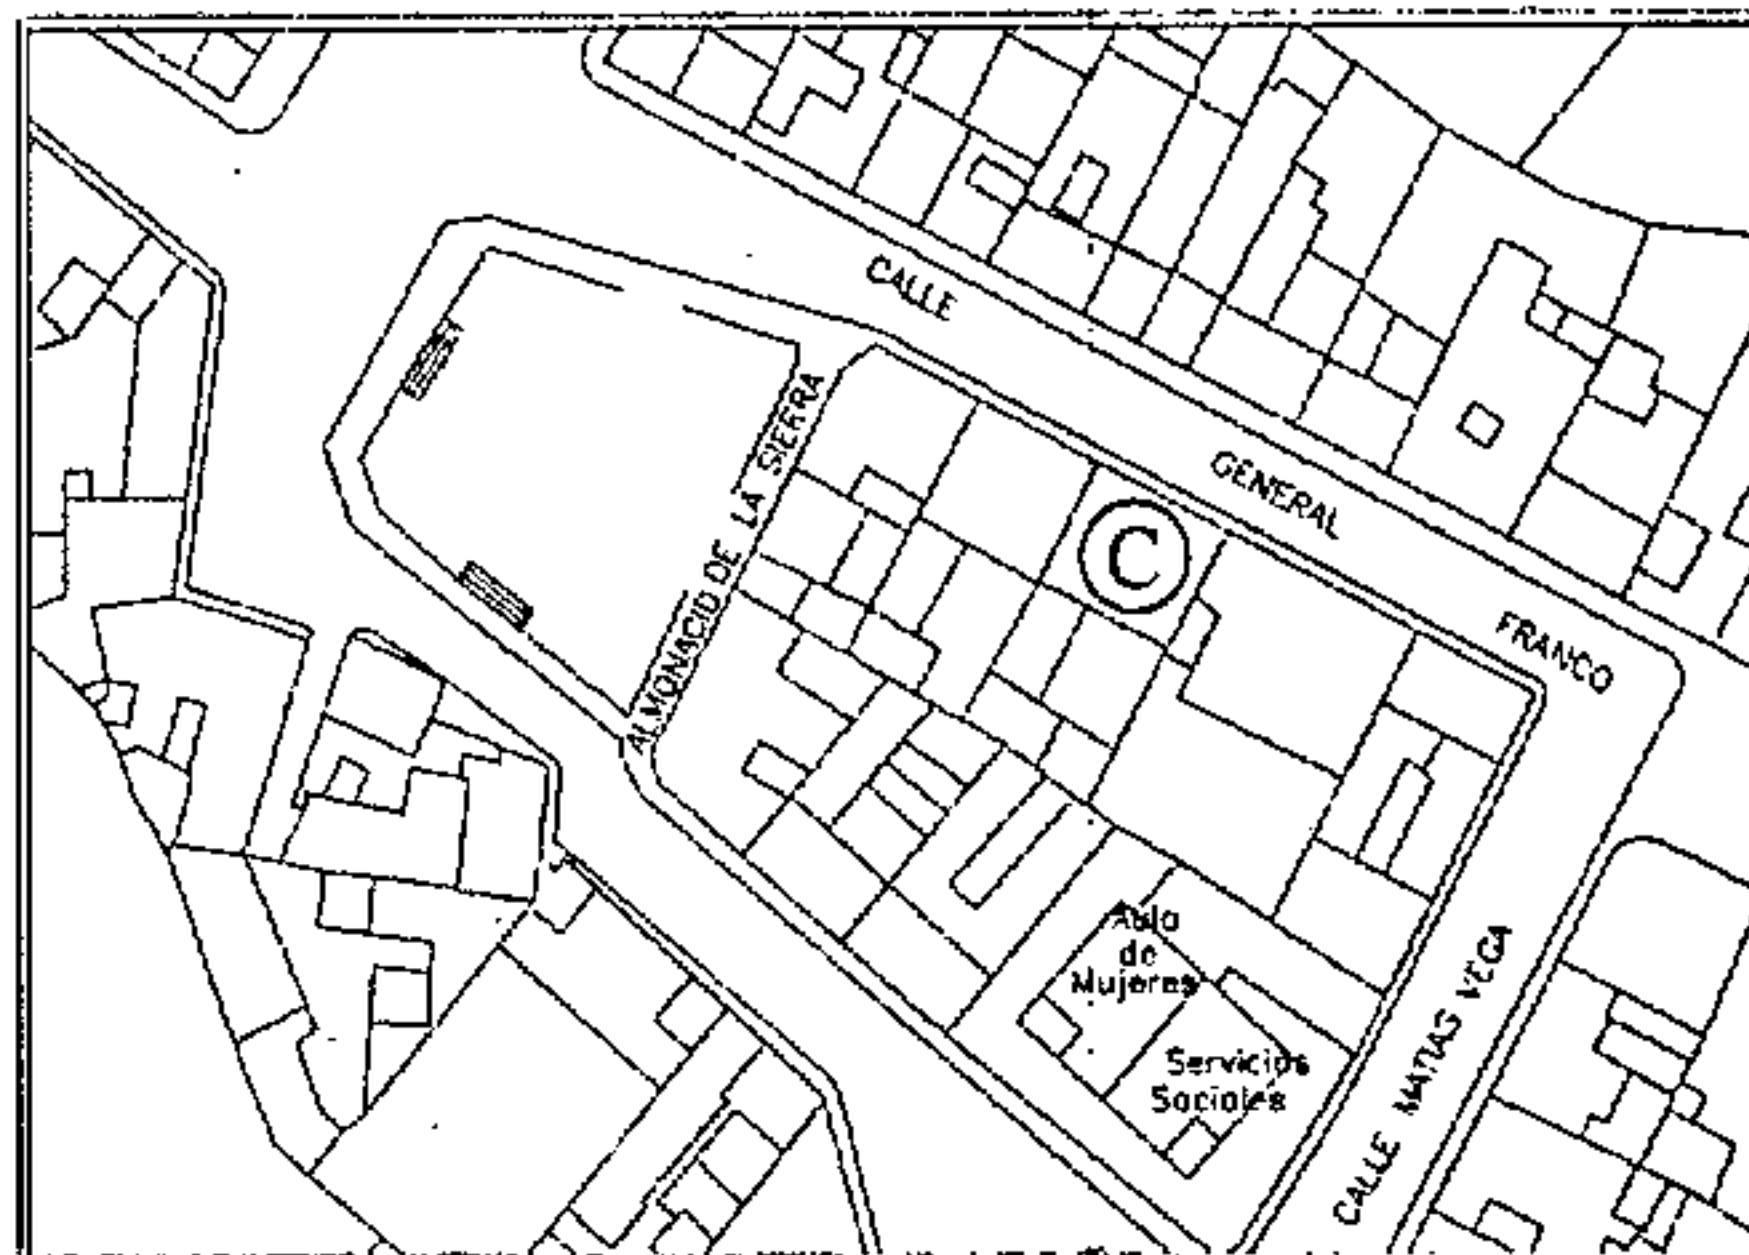 CALLE GENERAL FRANCO
ALMONACID DE LA SIERRA
C
Aula
de
Mujeres
Servicios
Sociales
CALLE MATIAS VEGA